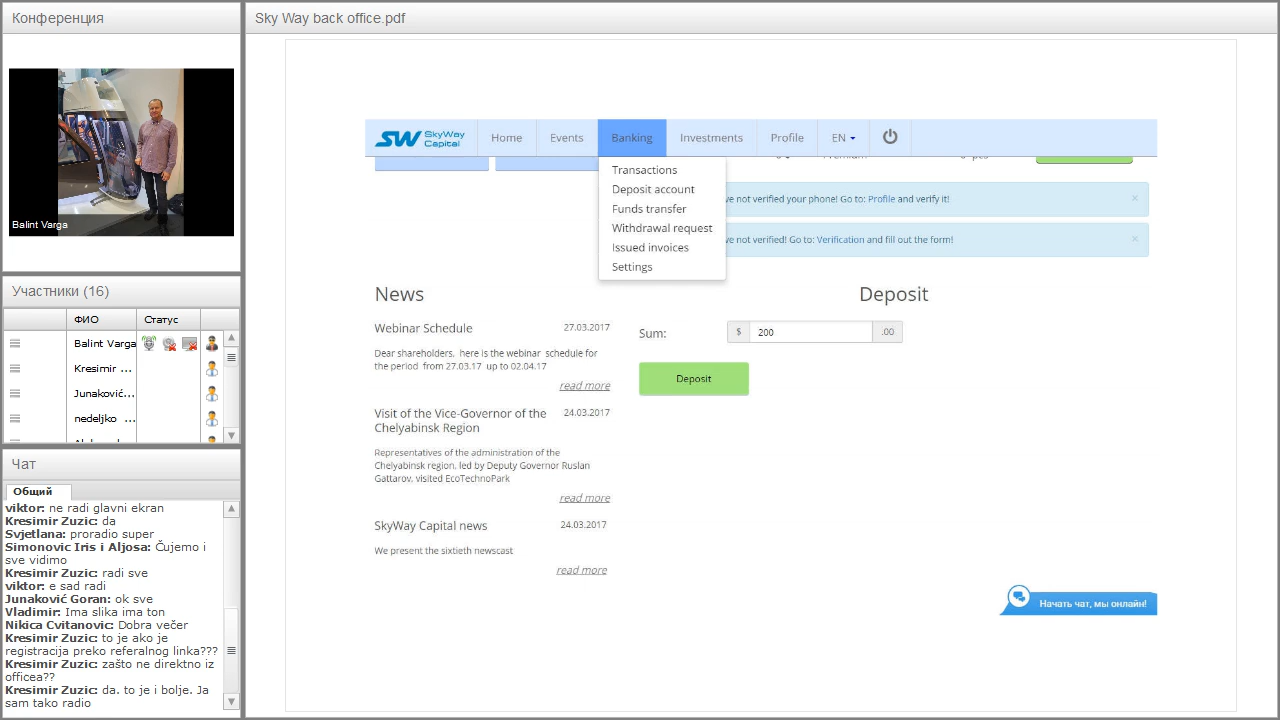 Конференция
Balint Varga
Участники (16)
ФИО Статус
Balint Varga
Kresimir ...
Junaković...
nedeljko ...
Чат
Общий
viktor: ne radi glavni ekran
Kresimir Zuzic: da
Svjetlana: proradio super
Simonovic Iris i Aljosa: Čujemo i
sve vidimo
Kresimir Zuzic: radi sve
viktor: e sad radi
Junaković Goran: ok sve
Vladimir: Ima slika ima ton
Nikica Cvitanovic: Dobra večer
Kresimir Zuzic: to je ako je
registracija preko referalnog linka???
Kresimir Zuzic: zašto ne direktno iz
officea??
Kresimir Zuzic: da. to je i bolje. Ja
sam tako radio
Sky Way back office.pdf
SW SkyWay Capital Home Events Banking Investments Profile EN
Transactions
Deposit account
Funds transfer
Withdrawal request
Issued invoices
Settings
ve not verified your phone! Go to: Profile and verify it! ×
ve not verified! Go to: Verification and fill out the form! ×
News
Webinar Schedule 27.03.2017
Dear shareholders, here is the webinar schedule for
the period from 27.03.17 up to 02.04.17
read more
Visit of the Vice-Governor of the 24.03.2017
Chelyabinsk Region
Representatives of the administration of the
Chelyabinsk region, led by Deputy Governor Ruslan
Gattarov, visited EcoTechnoPark
read more
SkyWay Capital news 24.03.2017
We present the sixtieth newscast
read more
Deposit
Sum: $ 200 .00
Deposit
Начать чат, мы онлайн!